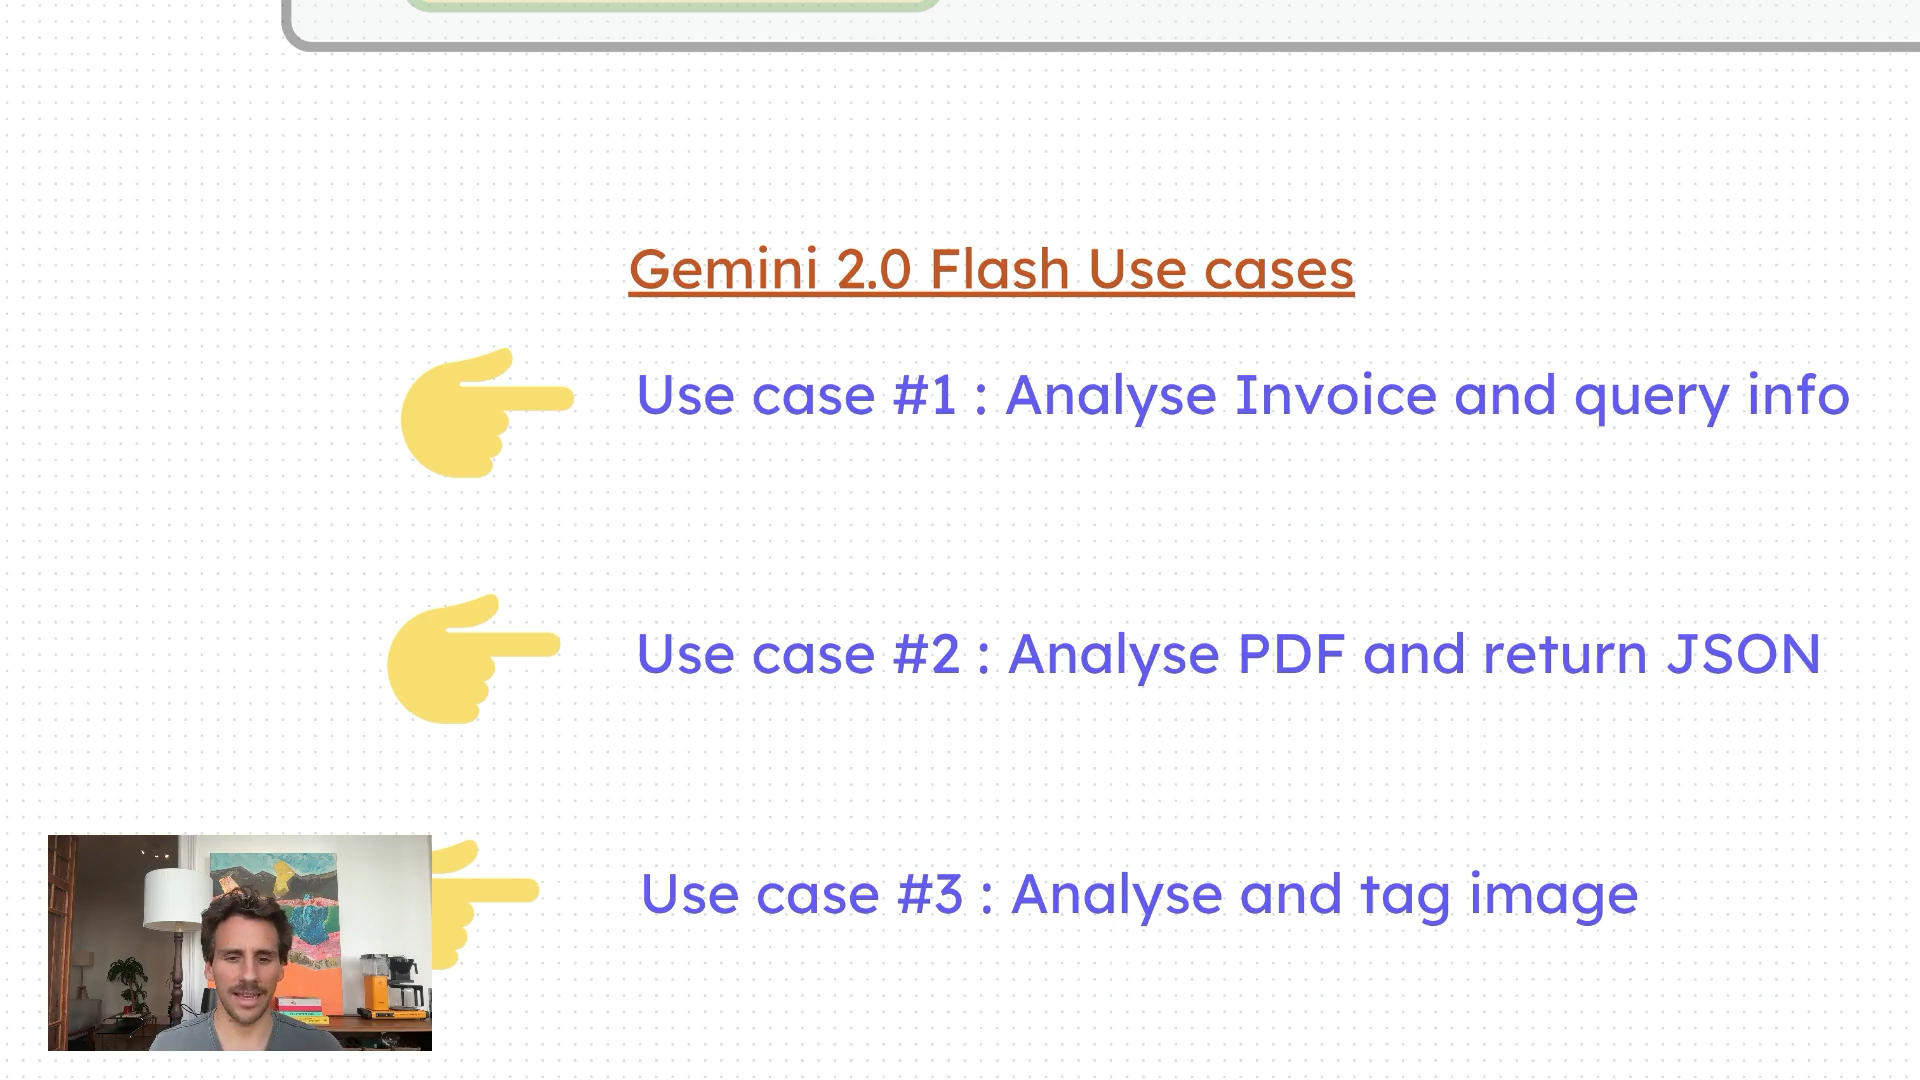 Gemini 2.0 Flash Use cases
Use case #1 : Analyse Invoice and query info
Use case #2 : Analyse PDF and return JSON
Use case #3 : Analyse and tag image